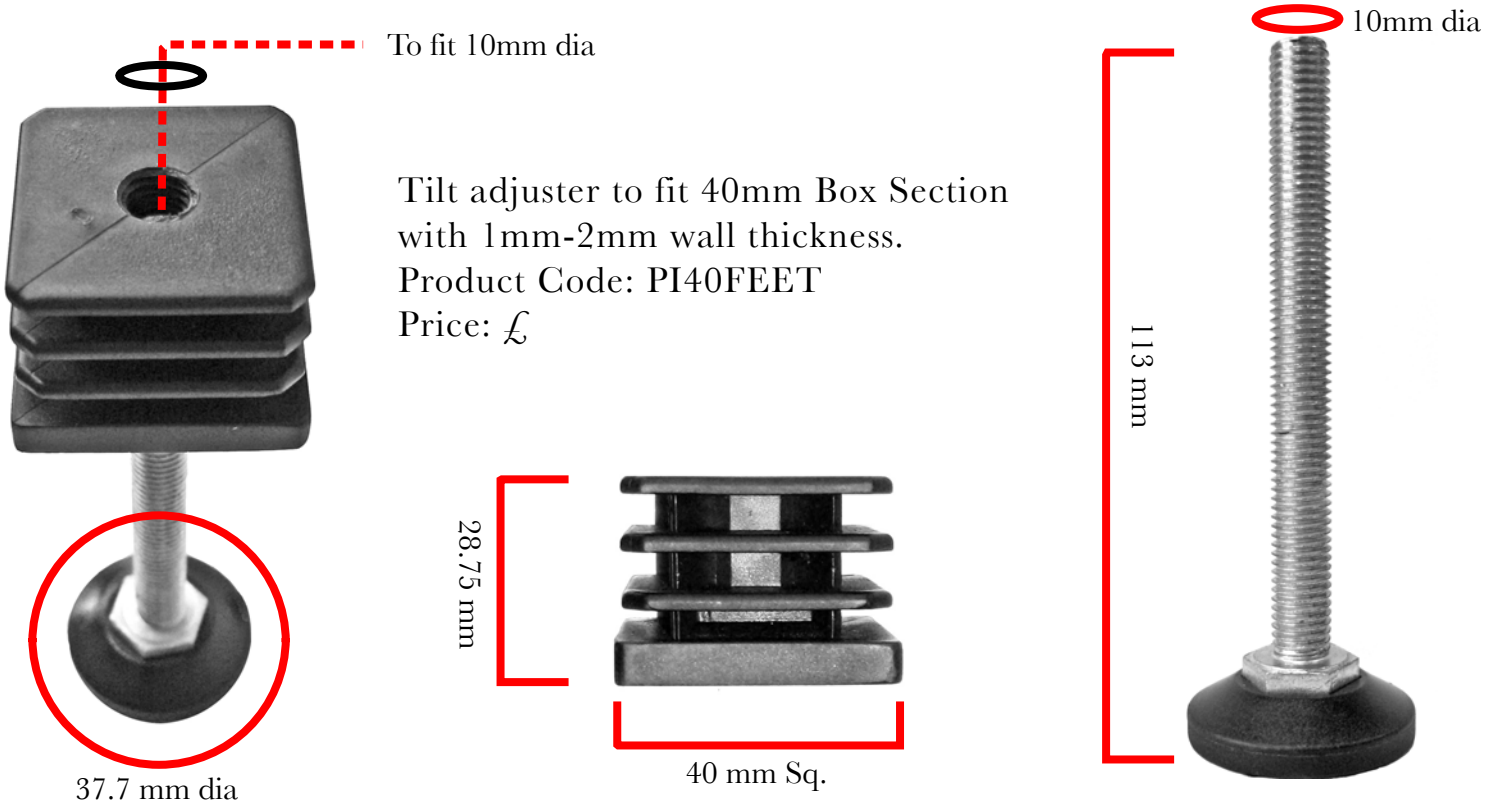 To fit 10mm dia
10mm dia
Tilt adjuster to fit 40mm Box Section
with 1mm-2mm wall thickness.
Product Code: PI40FEET
Price: £
113 mm
28.75 mm
40 mm Sq.
37.7 mm dia